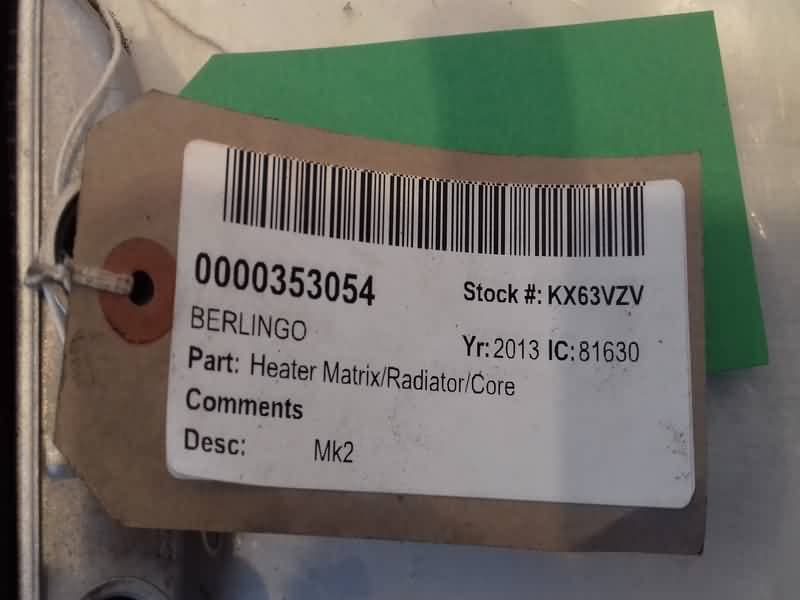 0000353054 Stock #: KX63VZV
BERLINGO Yr: 2013 IC: 81630
Part: Heater Matrix/Radiator/Core
Comments
Desc: Mk2